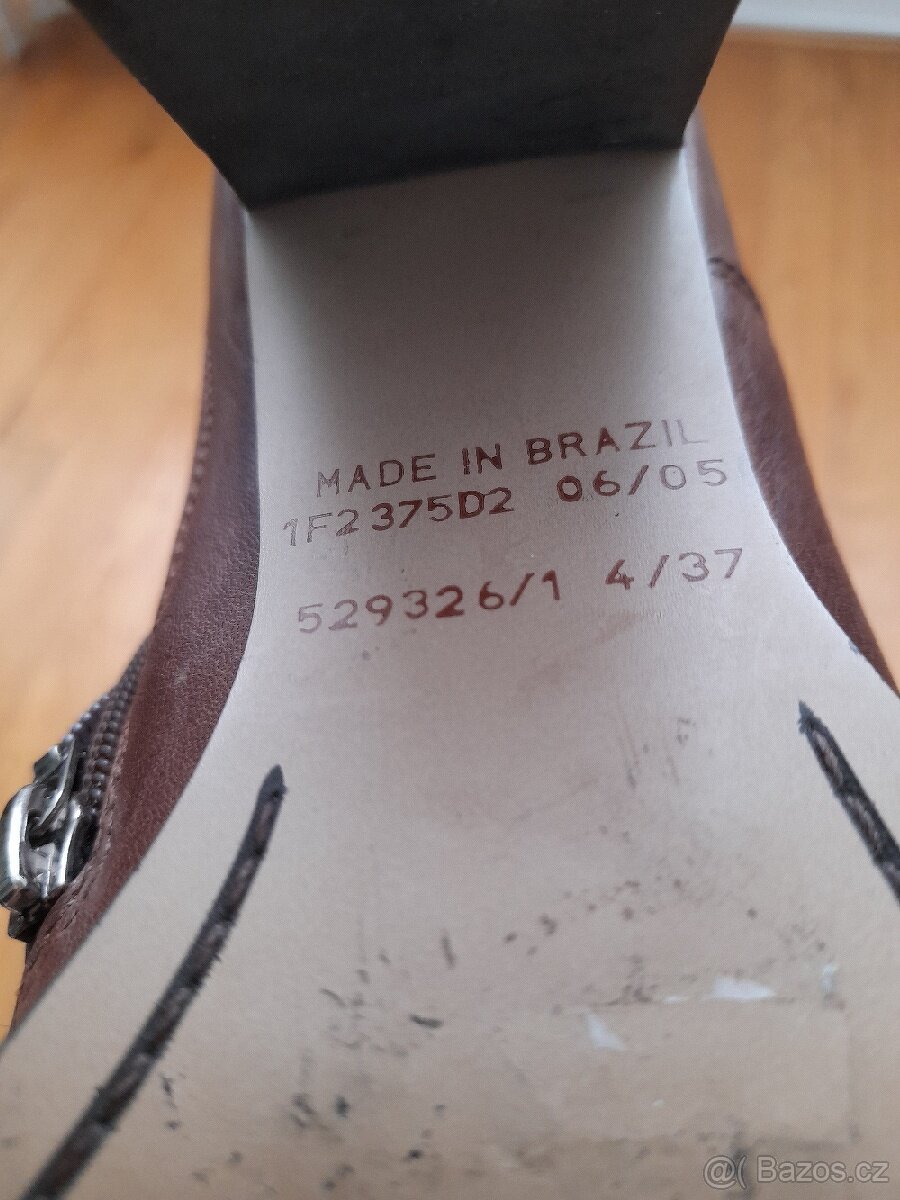 MADE IN BRAZIL
1F2375D2 06/05
529326/1 4/37
@( Bazos.cz